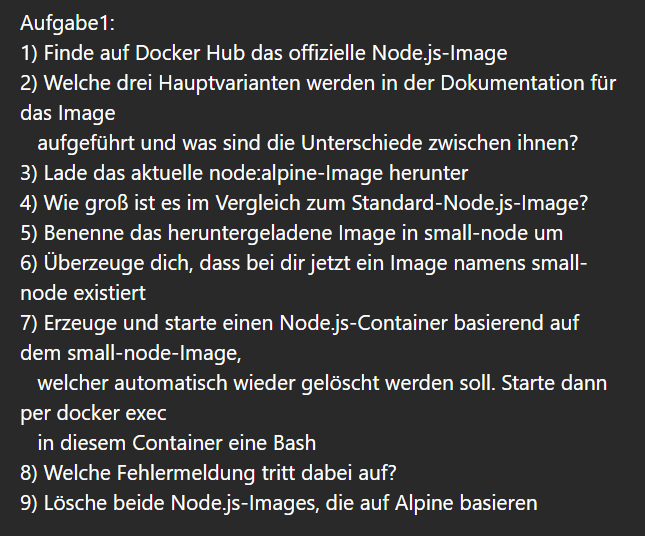 Aufgabe1:
1) Finde auf Docker Hub das offizielle Node.js-Image
2) Welche drei Hauptvarianten werden in der Dokumentation für
das Image
aufgeführt und was sind die Unterschiede zwischen ihnen?
3) Lade das aktuelle node:alpine-Image herunter
4) Wie groß ist es im Vergleich zum Standard-Node.js-Image?
5) Benenne das heruntergeladene Image in small-node um
6) Überzeuge dich, dass bei dir jetzt ein Image namens small-
node existiert
7) Erzeuge und starte einen Node.js-Container basierend auf
dem small-node-Image,
welcher automatisch wieder gelöscht werden soll. Starte dann
per docker exec
in diesem Container eine Bash
8) Welche Fehlermeldung tritt dabei auf?
9) Lösche beide Node.js-Images, die auf Alpine basieren